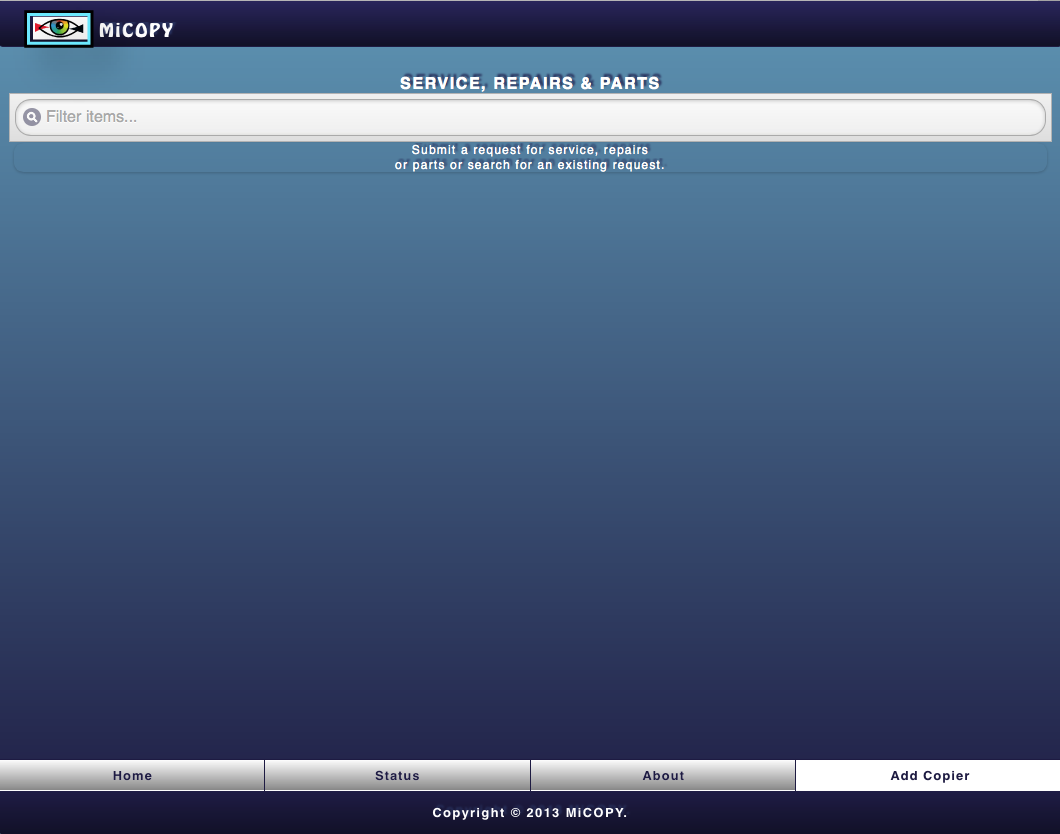 MiCOPY
SERVICE, REPAIRS & PARTS
Filter items...
Submit a request for service, repairs
or parts or search for an existing request.
Home
Status
About
Add Copier
Copyright © 2013 MiCOPY.